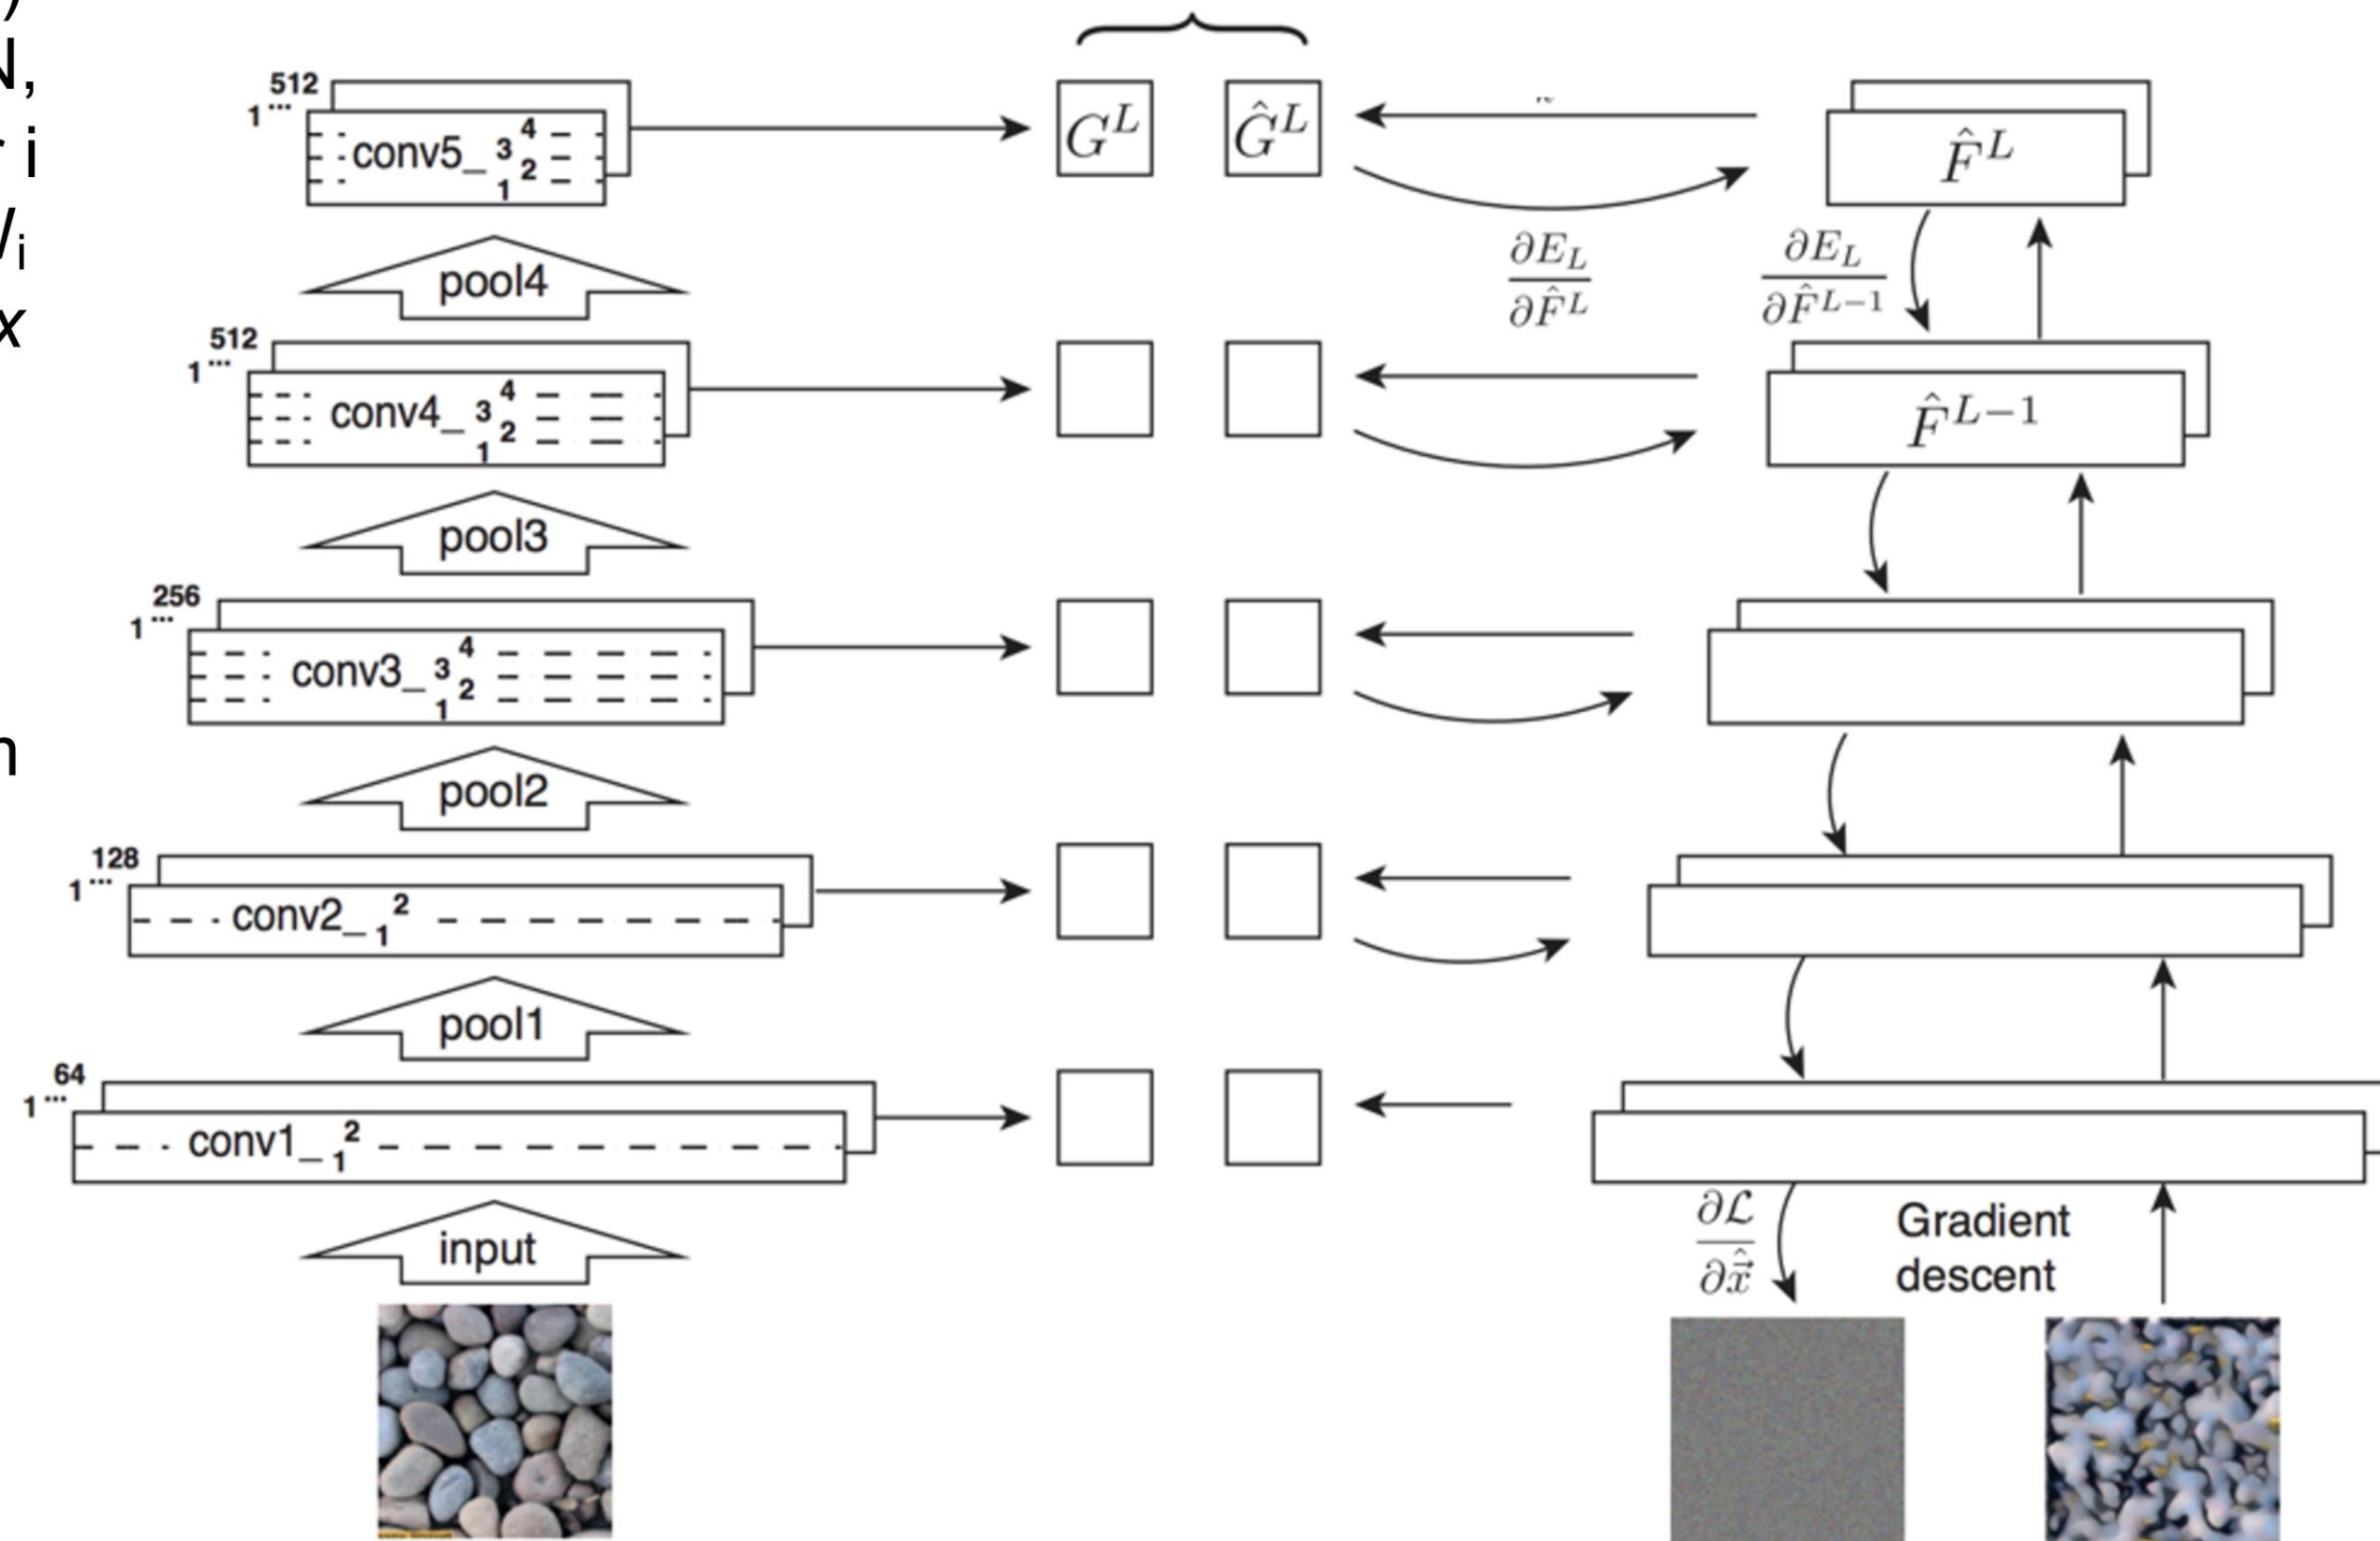 )
N,
r i
i
x
n
512
1 ...
conv5_ 1 2 3 4
G^L
Ĝ^L
F̂^L
∂E_L
∂F̂^L
∂E_L
∂F̂^{L-1}
pool4
512
1 ...
conv4_ 1 2 3 4
F̂^{L-1}
pool3
256
1 ...
conv3_ 1 2 3 4
pool2
128
1 ...
conv2_ 1 2
pool1
64
1 ...
conv1_ 1 2
input
∂ℒ
∂x̂⃗
Gradient
descent